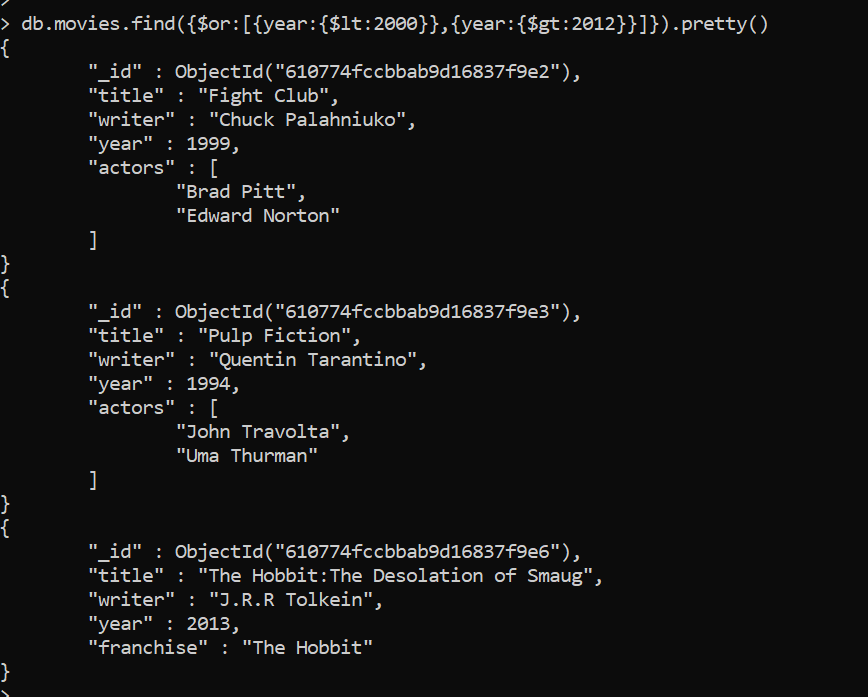 >
> db.movies.find({$or:[{year:{$lt:2000}},{year:{$gt:2012}}]}).pretty()
{
        "_id" : ObjectId("610774fccbbab9d16837f9e2"),
        "title" : "Fight Club",
        "writer" : "Chuck Palahniuko",
        "year" : 1999,
        "actors" : [
                "Brad Pitt",
                "Edward Norton"
        ]
}
{
        "_id" : ObjectId("610774fccbbab9d16837f9e3"),
        "title" : "Pulp Fiction",
        "writer" : "Quentin Tarantino",
        "year" : 1994,
        "actors" : [
                "John Travolta",
                "Uma Thurman"
        ]
}
{
        "_id" : ObjectId("610774fccbbab9d16837f9e6"),
        "title" : "The Hobbit:The Desolation of Smaug",
        "writer" : "J.R.R Tolkein",
        "year" : 2013,
        "franchise" : "The Hobbit"
}
>